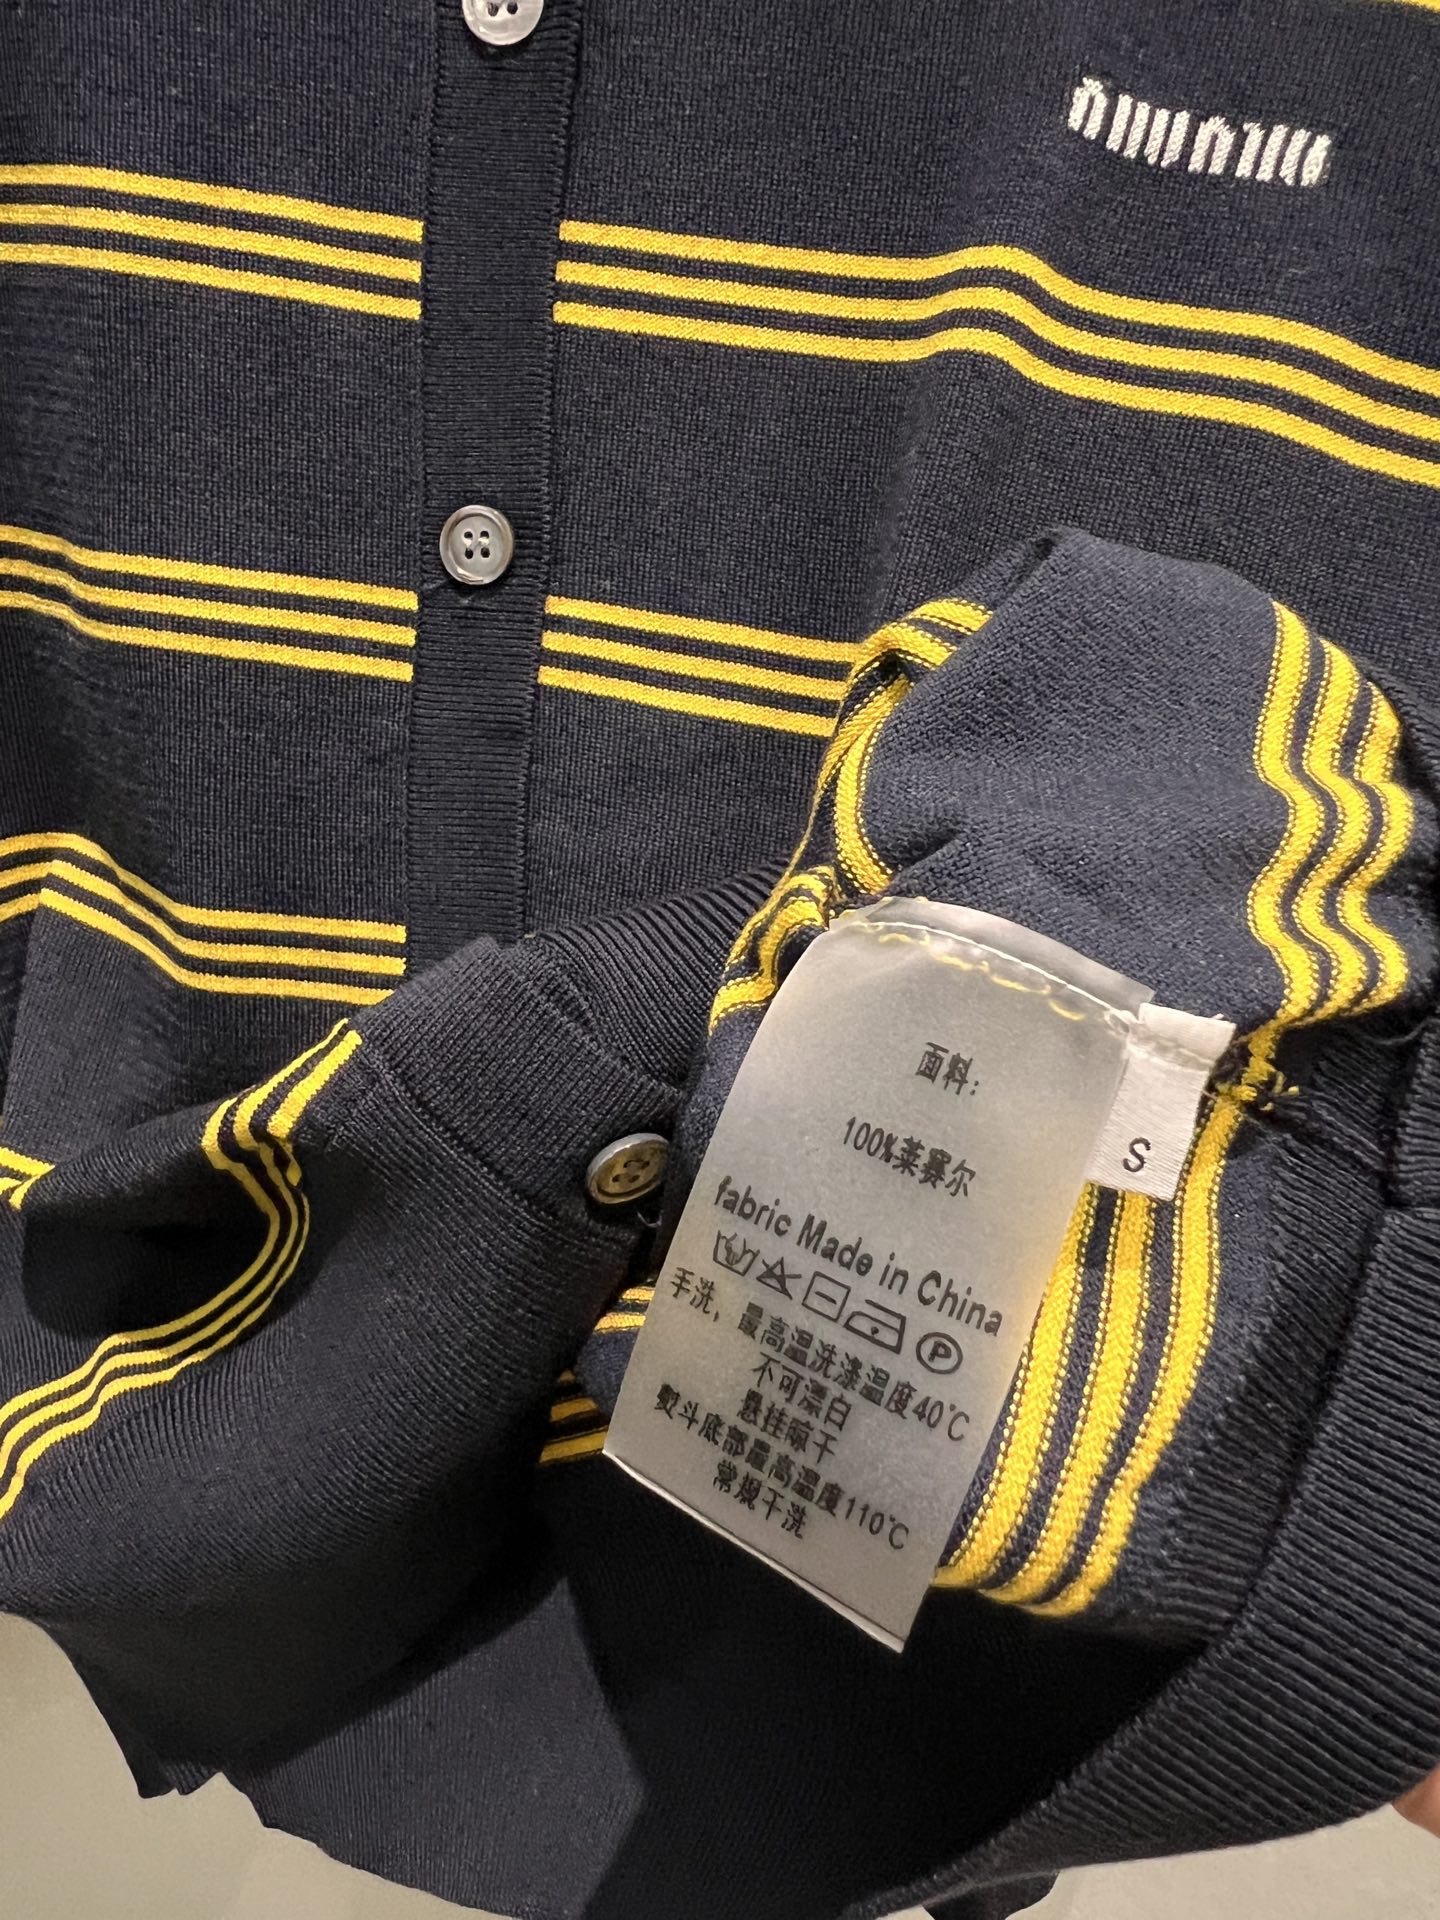 面料：
100%莱赛尔
fabric Made in China
P
手洗，最高温洗涤温度40℃
不可漂白
悬挂晾干
熨斗底部最高温度110℃
常规干洗
S